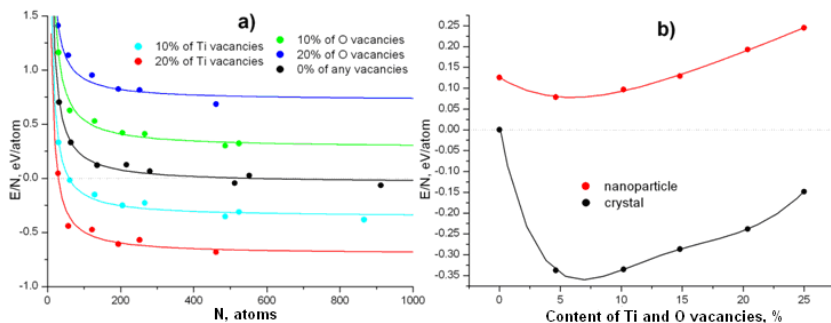 a)
10% of Ti vacancies
20% of Ti vacancies
10% of O vacancies
20% of O vacancies
0% of any vacancies
E/N, eV/atom
1.5
1.0
0.5
0.0
-0.5
-1.0
0
200
400
600
800
1000
N, atoms
b)
E/N, eV/atom
0.25
0.20
0.15
0.10
0.05
0.00
-0.05
-0.10
-0.15
-0.20
-0.25
-0.30
-0.35
nanoparticle
crystal
0
5
10
15
20
25
Content of Ti and O vacancies, %